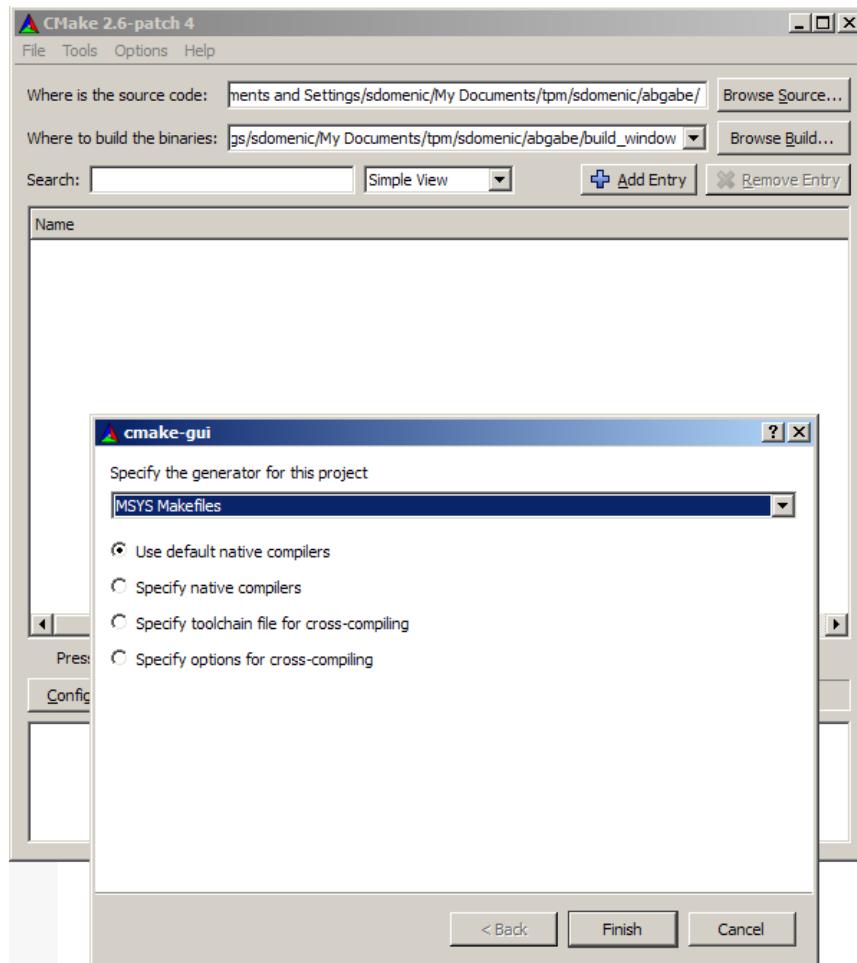 CMake 2.6-patch 4
File Tools Options Help
Where is the source code: ments and Settings/sdomenic/My Documents/tpm/sdomenic/abgabe/ Browse Source...
Where to build the binaries: gs/sdomenic/My Documents/tpm/sdomenic/abgabe/build_window Browse Build...
Search: Simple View Add Entry Remove Entry
Name
cmake-gui
Specify the generator for this project
MSYS Makefiles
Use default native compilers
Specify native compilers
Specify toolchain file for cross-compiling
Specify options for cross-compiling
Press
Config
< Back Finish Cancel